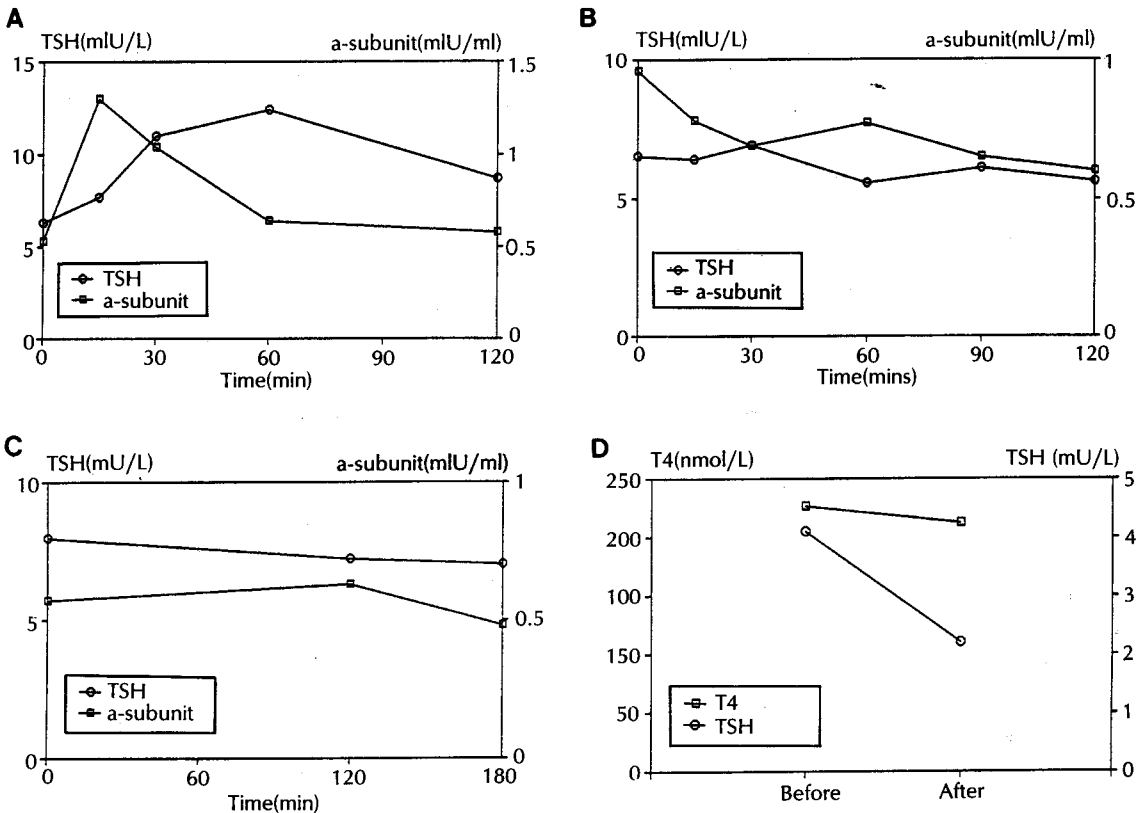 A
TSH(mlU/L) a-subunit(mlU/ml)
15 1.5
10 1
5 0.5
TSH
a-subunit
0 0
0 30 60 90 120
Time(min)
B
TSH(mlU/L) a-subunit(mlU/ml)
10 1
5 0.5
TSH
a-subunit
0 0
0 30 60 90 120
Time(mins)
C
TSH(mU/L) a-subunit(mlU/ml)
10 1
5 0.5
TSH
a-subunit
0 0
0 60 120 180
Time(min)
D
T4(nmol/L) TSH (mU/L)
250 5
200 4
100 3
150 2
50 1
T4
TSH
0 0
Before After